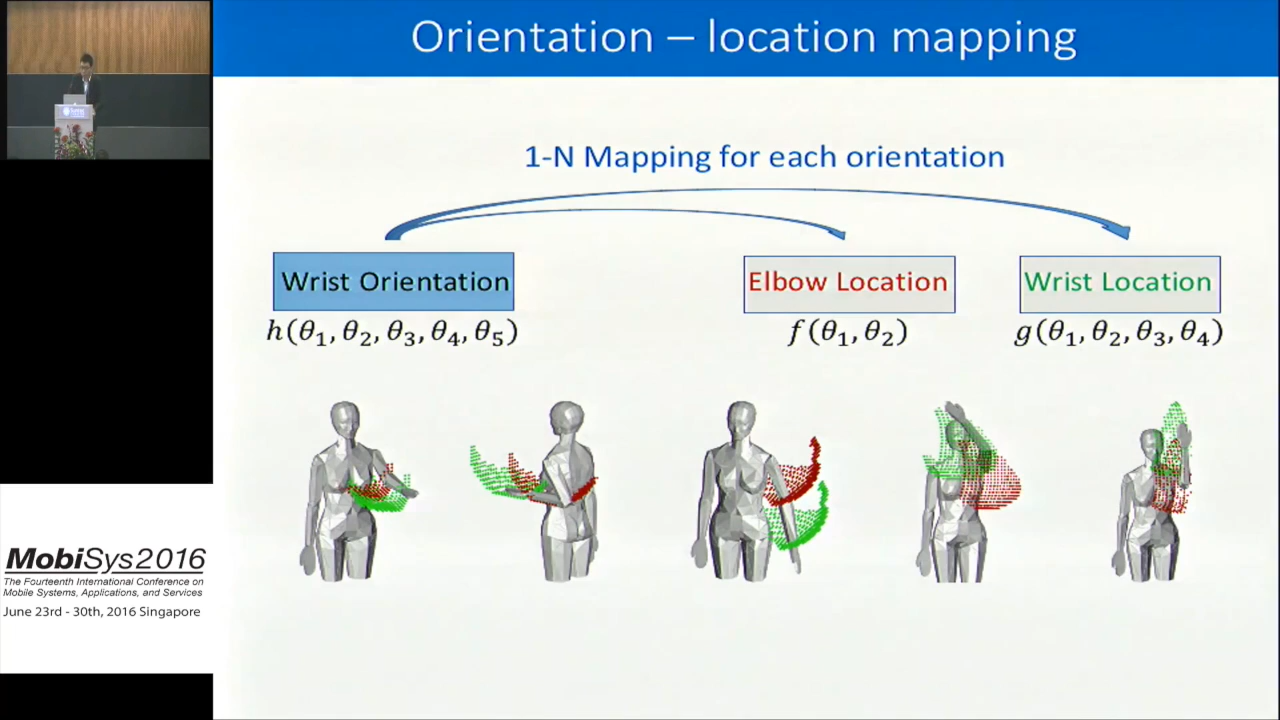 Orientation – location mapping
1-N Mapping for each orientation
Wrist Orientation
Elbow Location
Wrist Location
h(θ₁, θ₂, θ₃, θ₄, θ₅)
f(θ₁, θ₂)
g(θ₁, θ₂, θ₃, θ₄)
MobiSys2016
The Fourteenth International Conference on
Mobile Systems, Applications, and Services
June 23rd - 30th, 2016 Singapore